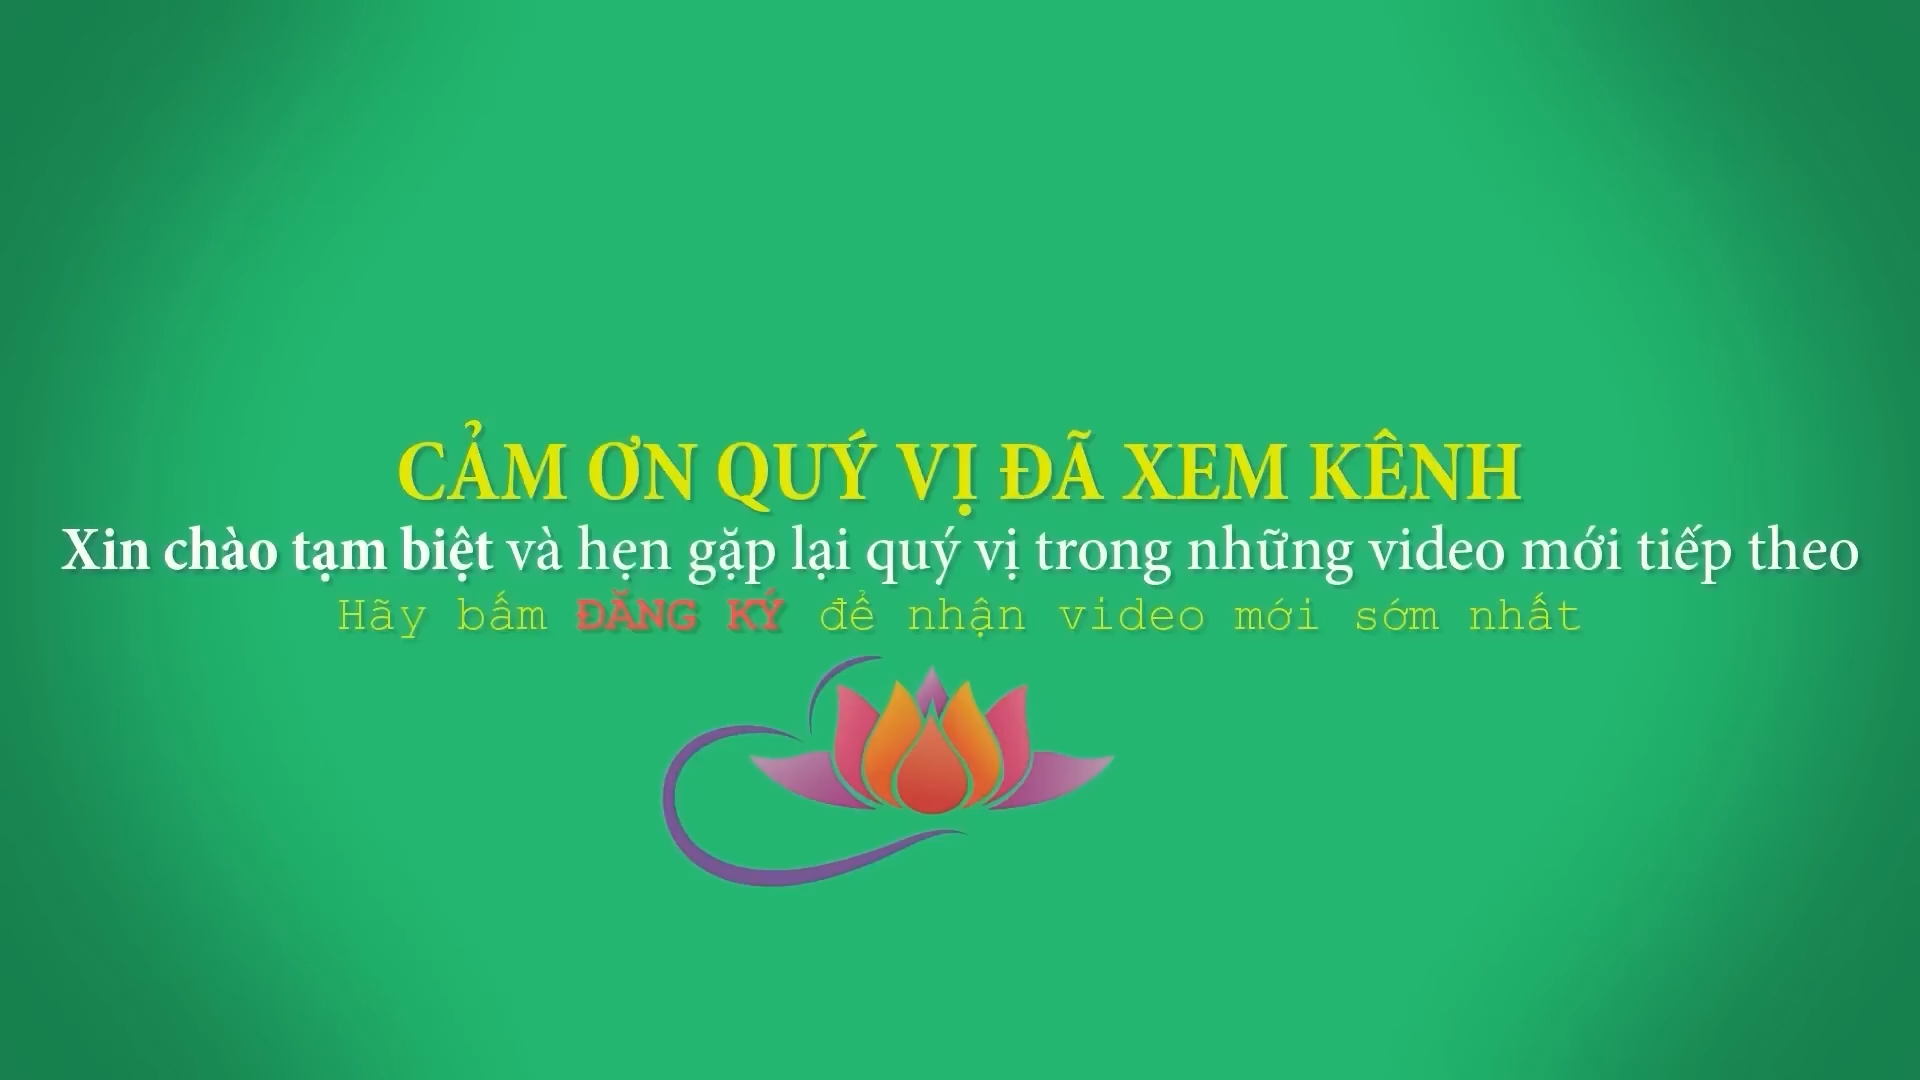 CẢM ƠN QUÝ VỊ ĐÃ XEM KÊNH
Xin chào tạm biệt và hẹn gặp lại quý vị trong những video mới tiếp theo
Hãy bấm ĐĂNG KÝ để nhận video mới sớm nhất